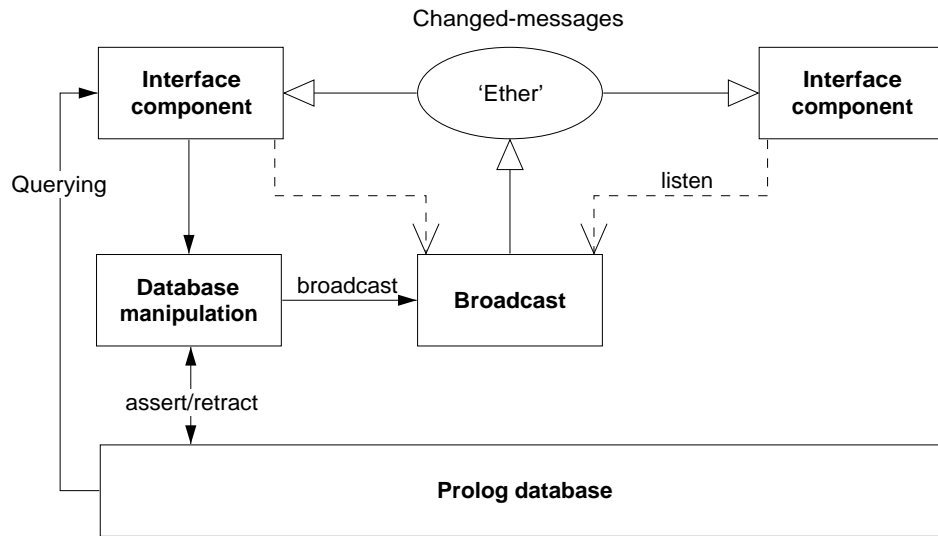 Changed-messages
Interface
component
‘Ether’
Interface
component
Querying
listen
Database
manipulation
broadcast
Broadcast
assert/retract
Prolog database